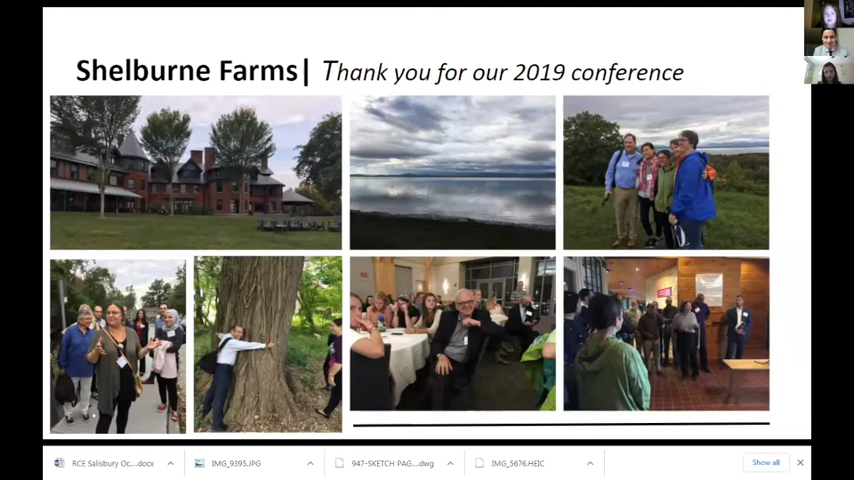 Shelburne Farms| Thank you for our 2019 conference
RCE Salisbury Oc....docx
IMG_9395.JPG
947-SKETCH PAG....dwg
IMG_5676.HEIC
Show all